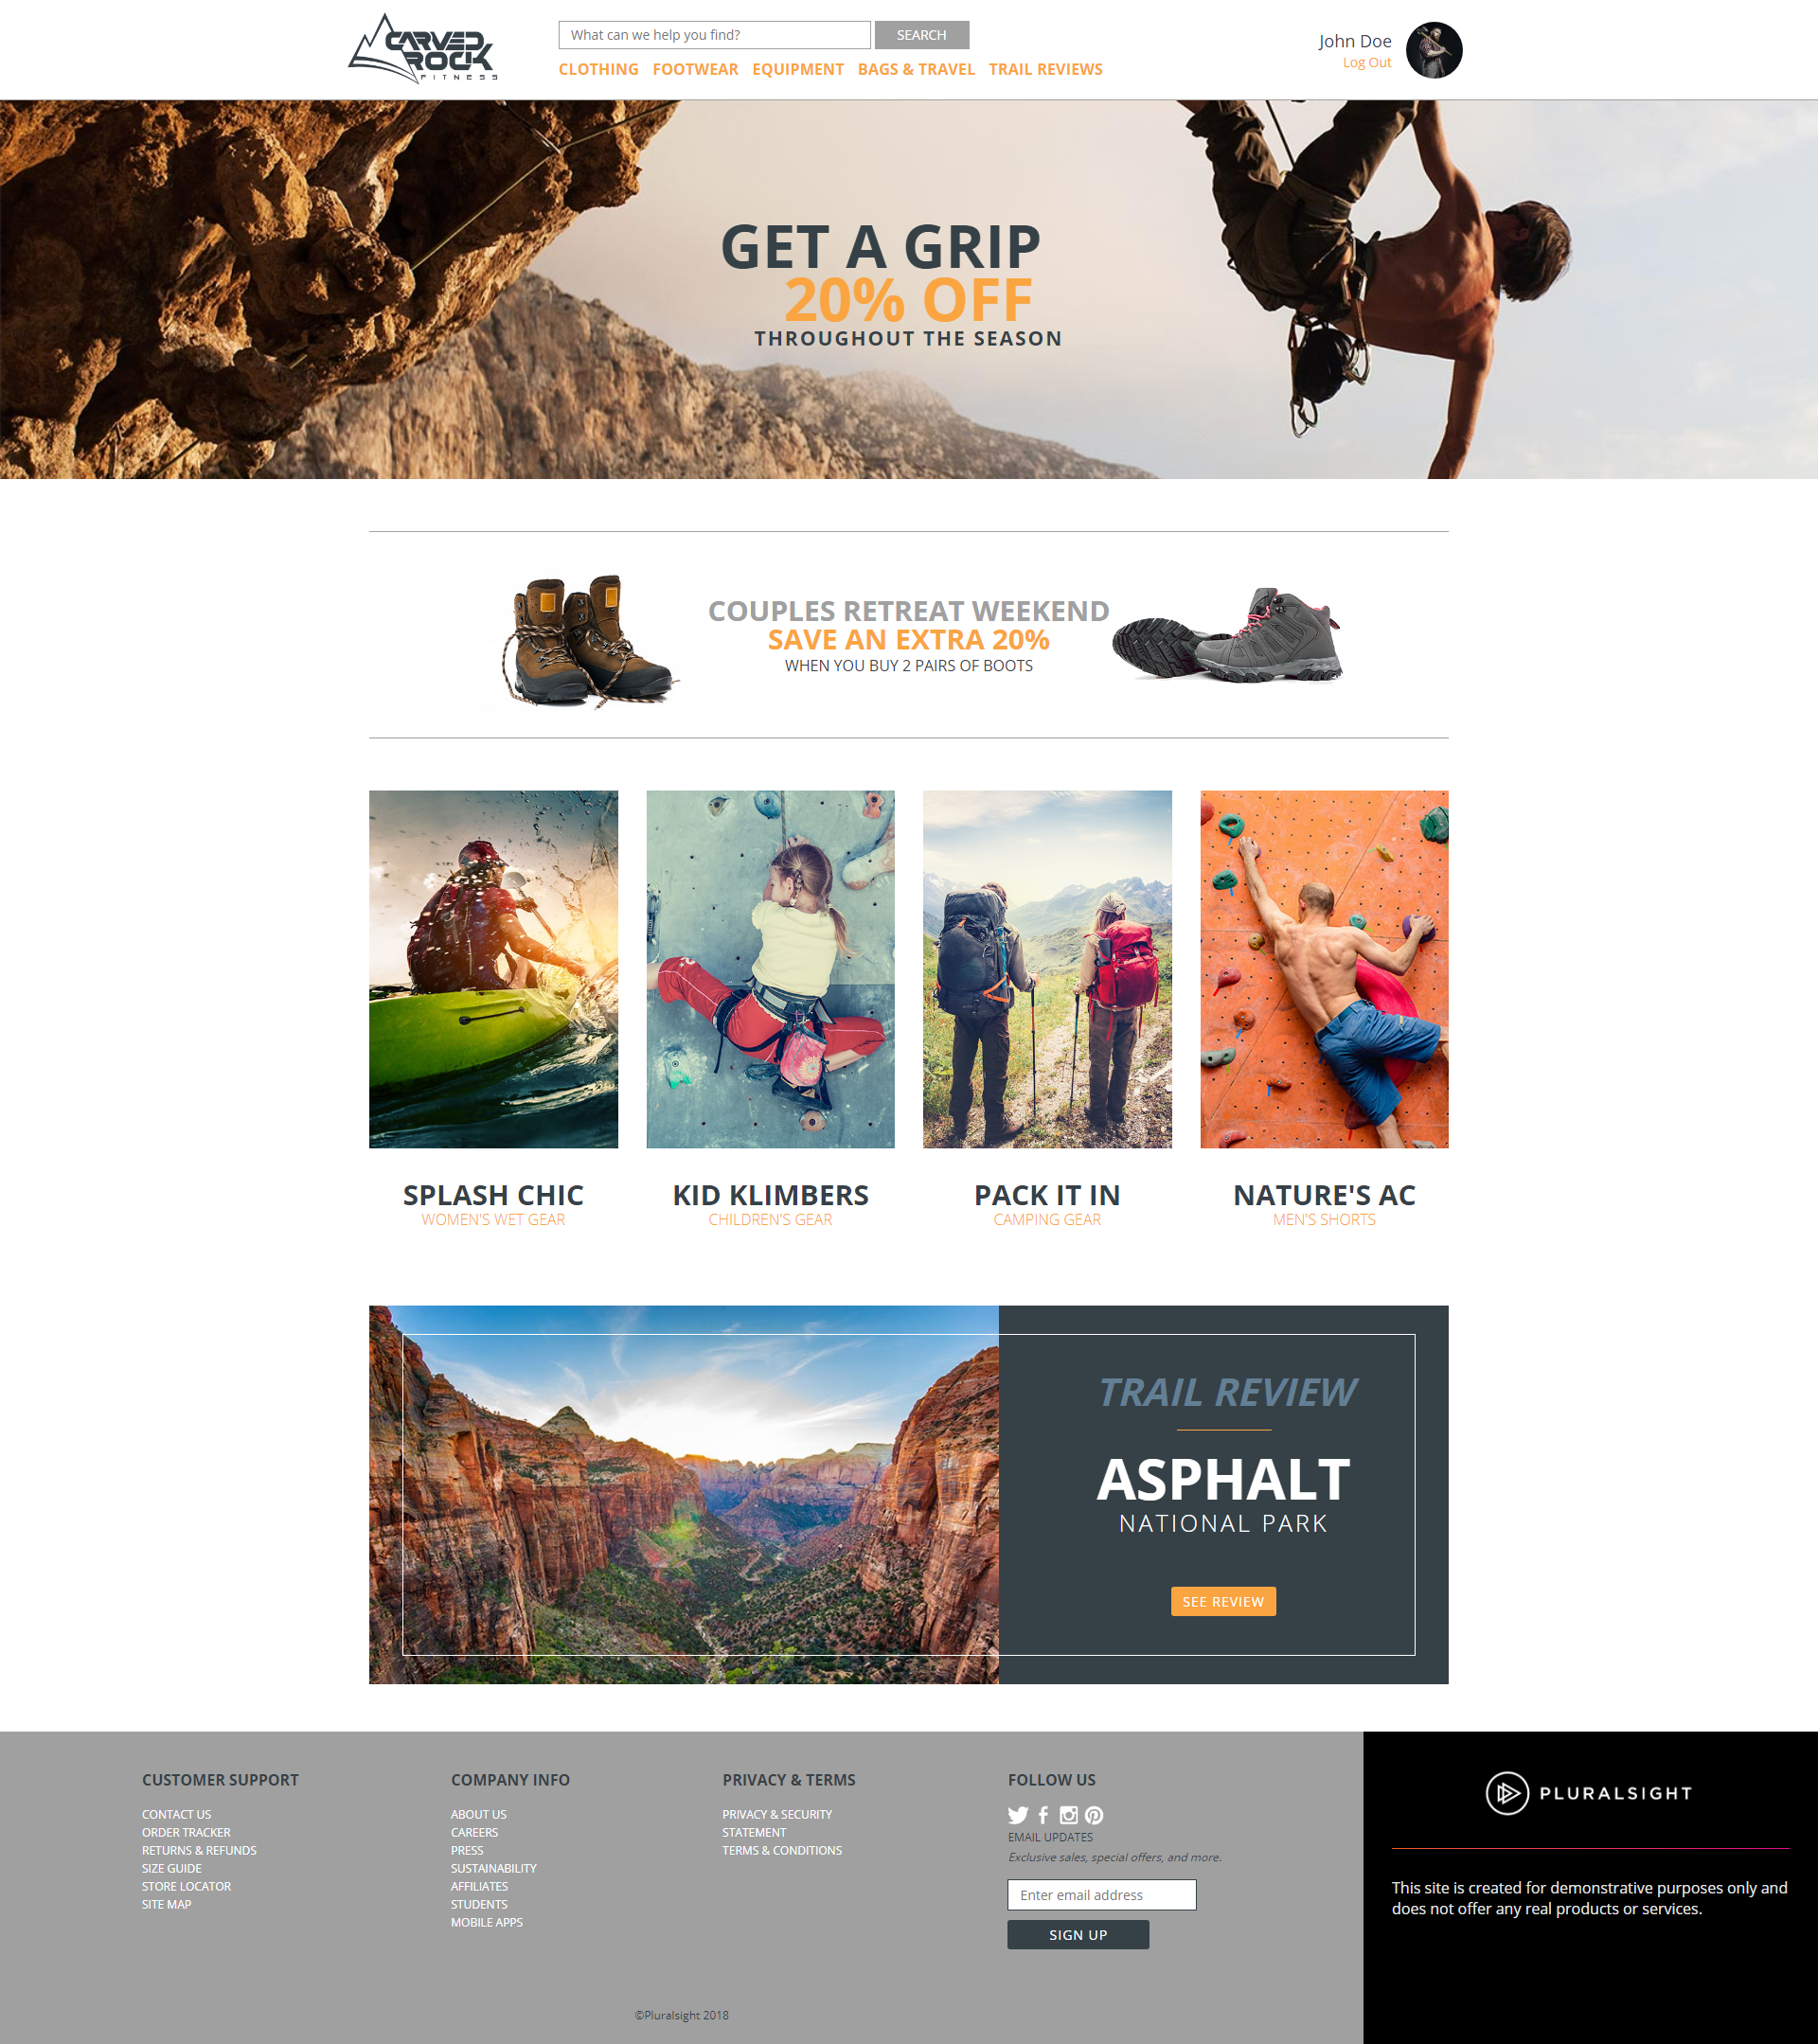 CARVED
ROCK
FITNESS
What can we help you find?
SEARCH
CLOTHING FOOTWEAR EQUIPMENT BAGS & TRAVEL TRAIL REVIEWS
John Doe
Log Out
GET A GRIP
20% OFF
THROUGHOUT THE SEASON
COUPLES RETREAT WEEKEND
SAVE AN EXTRA 20%
WHEN YOU BUY 2 PAIRS OF BOOTS
SPLASH CHIC
WOMEN'S WET GEAR
KID KLIMBERS
CHILDREN'S GEAR
PACK IT IN
CAMPING GEAR
NATURE'S AC
MEN'S SHORTS
TRAIL REVIEW
ASPHALT
NATIONAL PARK
SEE REVIEW
CUSTOMER SUPPORT
CONTACT US
ORDER TRACKER
RETURNS & REFUNDS
SIZE GUIDE
STORE LOCATOR
SITE MAP
COMPANY INFO
ABOUT US
CAREERS
PRESS
SUSTAINABILITY
AFFILIATES
STUDENTS
MOBILE APPS
PRIVACY & TERMS
PRIVACY & SECURITY
STATEMENT
TERMS & CONDITIONS
FOLLOW US
EMAIL UPDATES
Exclusive sales, special offers, and more.
Enter email address
SIGN UP
©Pluralsight 2018
PLURALSIGHT
This site is created for demonstrative purposes only and
does not offer any real products or services.